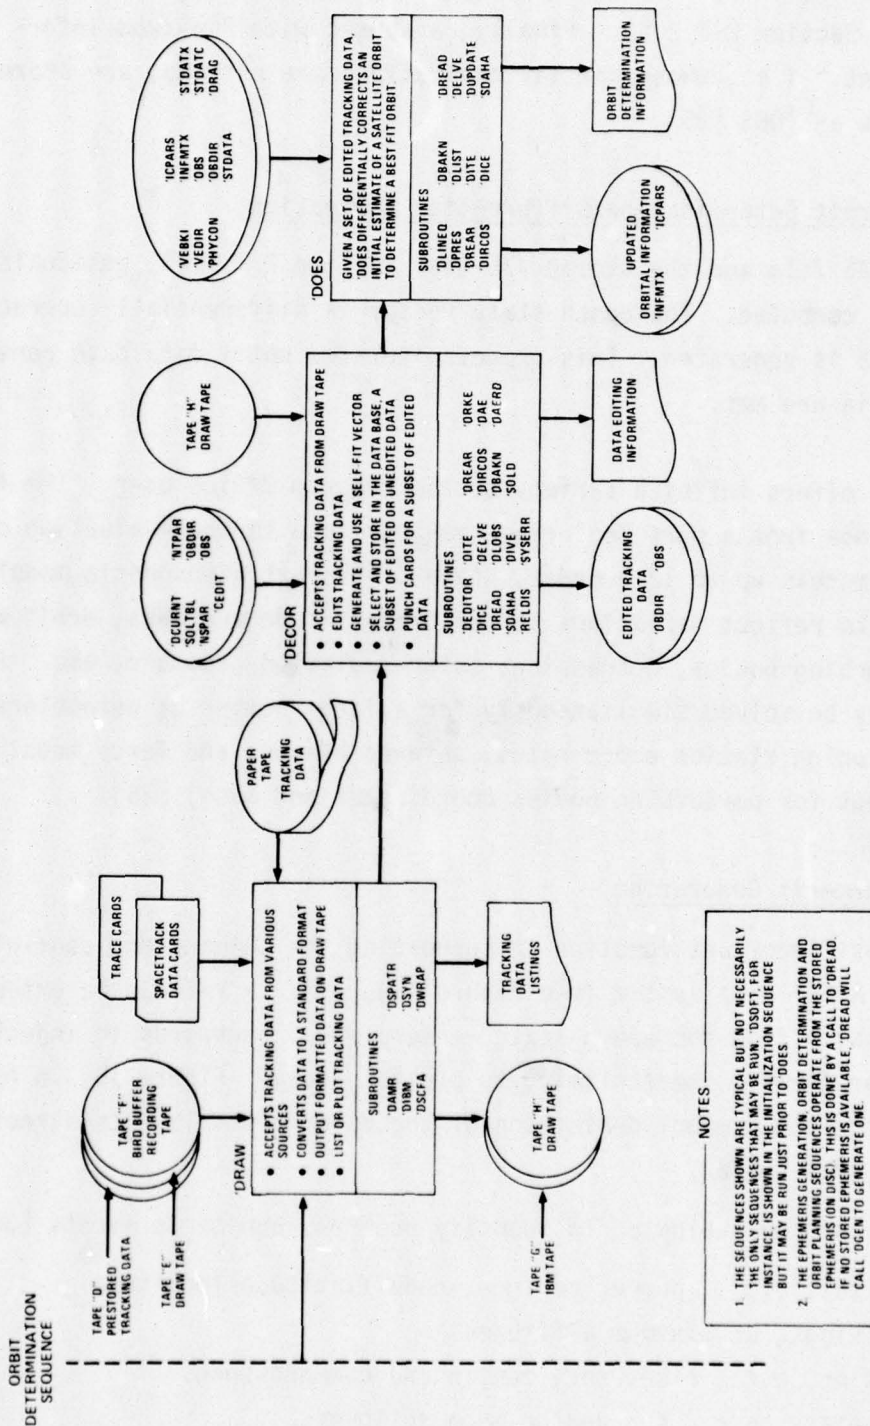 ORBIT
DETERMINATION
SEQUENCE
TAPE "D"
PRESTORED
TRACKING DATA
TAPE "E"
DRAW TAPE
TAPE "F"
BIRD BUFFER
RECORDING
TAPE
TRACE CARDS
SPACETRACK
DATA CARDS
PAPER
TAPE
TRACKING
DATA
'DRAW
• ACCEPTS TRACKING DATA FROM VARIOUS
SOURCES
• CONVERTS DATA TO A STANDARD FORMAT
• OUTPUT FORMATTED DATA ON DRAW TAPE
• LIST OR PLOT TRACKING DATA
SUBROUTINES
'DAMR 'DSPATR
'DIBM 'DSYN
'DSCFA 'DWRAP
TAPE "G"
IBM TAPE
TAPE "H"
DRAW TAPE
TRACKING
DATA
LISTINGS
'DCURNT 'NTPAR
'SOLTBL 'OBDIR
'NSPAR 'OBS
'CEDIT
TAPE "H"
DRAW TAPE
'DECOR
• ACCEPTS TRACKING DATA FROM DRAW TAPE
• EDITS TRACKING DATA
• GENERATE AND USE A SELF FIT VECTOR
• SELECT AND STORE IN THE DATA BASE, A
SUBSET OF EDITED OR UNEDITED DATA
• PUNCH CARDS FOR A SUBSET OF EDITED
DATA
SUBROUTINES
'DEDITOR 'DITE 'DREAR 'DRKE
'DICE 'DELVE 'DIRCOS 'DAE
'DREAD 'DLOBS 'DBAKN 'DAERD
'SDAHA 'DIVE 'SOLD
'RELDIS 'SYSERR
EDITED TRACKING
DATA
'OBDIR 'OBS
DATA EDITING
INFORMATION
'VEBKI 'ICPARS 'STDATX
'VEDIR 'INFMTX 'STDATC
'PHYCON 'OBS 'DRAG
'OBDIR
'STDATA
'DOES
GIVEN A SET OF EDITED TRACKING DATA,
'DOES DIFFERENTIALLY CORRECTS AN
INITIAL ESTIMATE OF A SATELLITE ORBIT
TO DETERMINE A BEST FIT ORBIT.
SUBROUTINES
'DLINEQ 'DBAKN 'DREAD
'DPRES 'DLIST 'DELVE
'DREAR 'DITE 'DUPDATE
'DIRCOS 'DICE 'SDAHA
UPDATED
ORBITAL INFORMATION
'INFMTX 'ICPARS
ORBIT
DETERMINATION
INFORMATION
NOTES
1. THE SEQUENCES SHOWN ARE TYPICAL BUT NOT NECESSARILY
THE ONLY SEQUENCES THAT MAY BE RUN. 'DSOFT, FOR
INSTANCE, IS SHOWN IN THE INITIALIZATION SEQUENCE
BUT IT MAY BE RUN JUST PRIOR TO 'DOES
2. THE EPHEMERIS GENERATION, ORBIT DETERMINATION AND
ORBIT PLANNING SEQUENCES OPERATE FROM THE STORED
EPHEMERIS (ON DISC). THIS IS DONE BY A CALL TO 'DREAD.
IF NO STORED EPHEMERIS IS AVAILABLE, 'DREAD WILL
CALL 'DGEN TO GENERATE ONE.